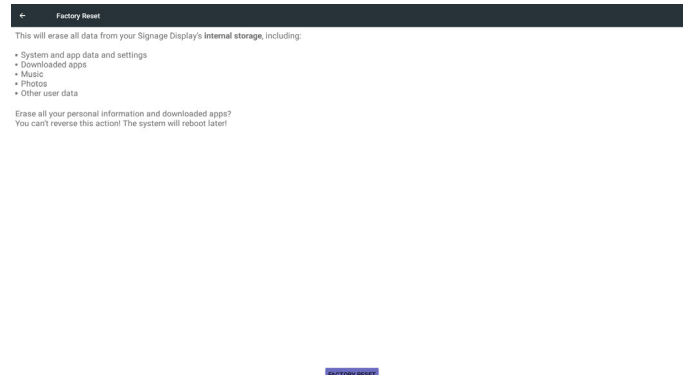 ← Factory Reset
This will erase all data from your Signage Display's internal storage, including:
• System and app data and settings
• Downloaded apps
• Music
• Photos
• Other user data
Erase all your personal information and downloaded apps?
You can't reverse this action! The system will reboot later!
FACTORY RESET